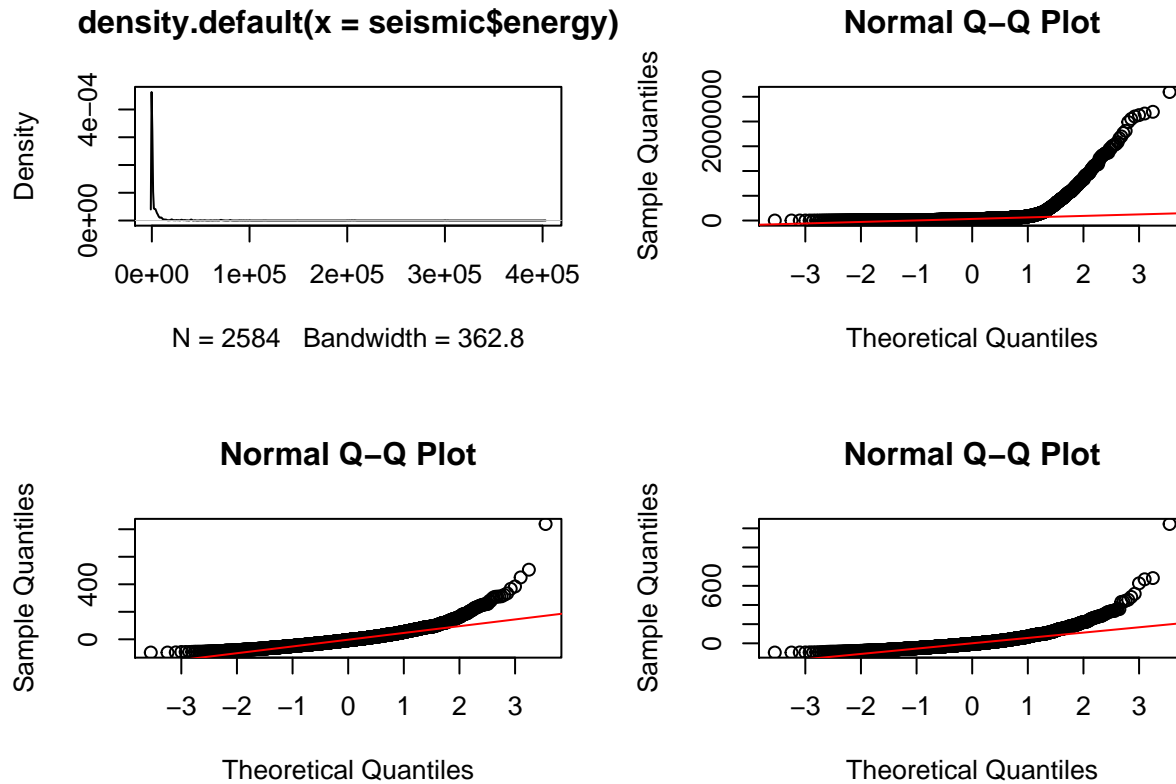 density.default(x = seismic$energy)
Density
0e+00 4e−04
0e+00 1e+05 2e+05 3e+05 4e+05
N = 2584 Bandwidth = 362.8
Normal Q−Q Plot
Sample Quantiles
0 2000000
−3 −2 −1 0 1 2 3
Theoretical Quantiles
Normal Q−Q Plot
Sample Quantiles
0 400
−3 −2 −1 0 1 2 3
Theoretical Quantiles
Normal Q−Q Plot
Sample Quantiles
0 600
−3 −2 −1 0 1 2 3
Theoretical Quantiles